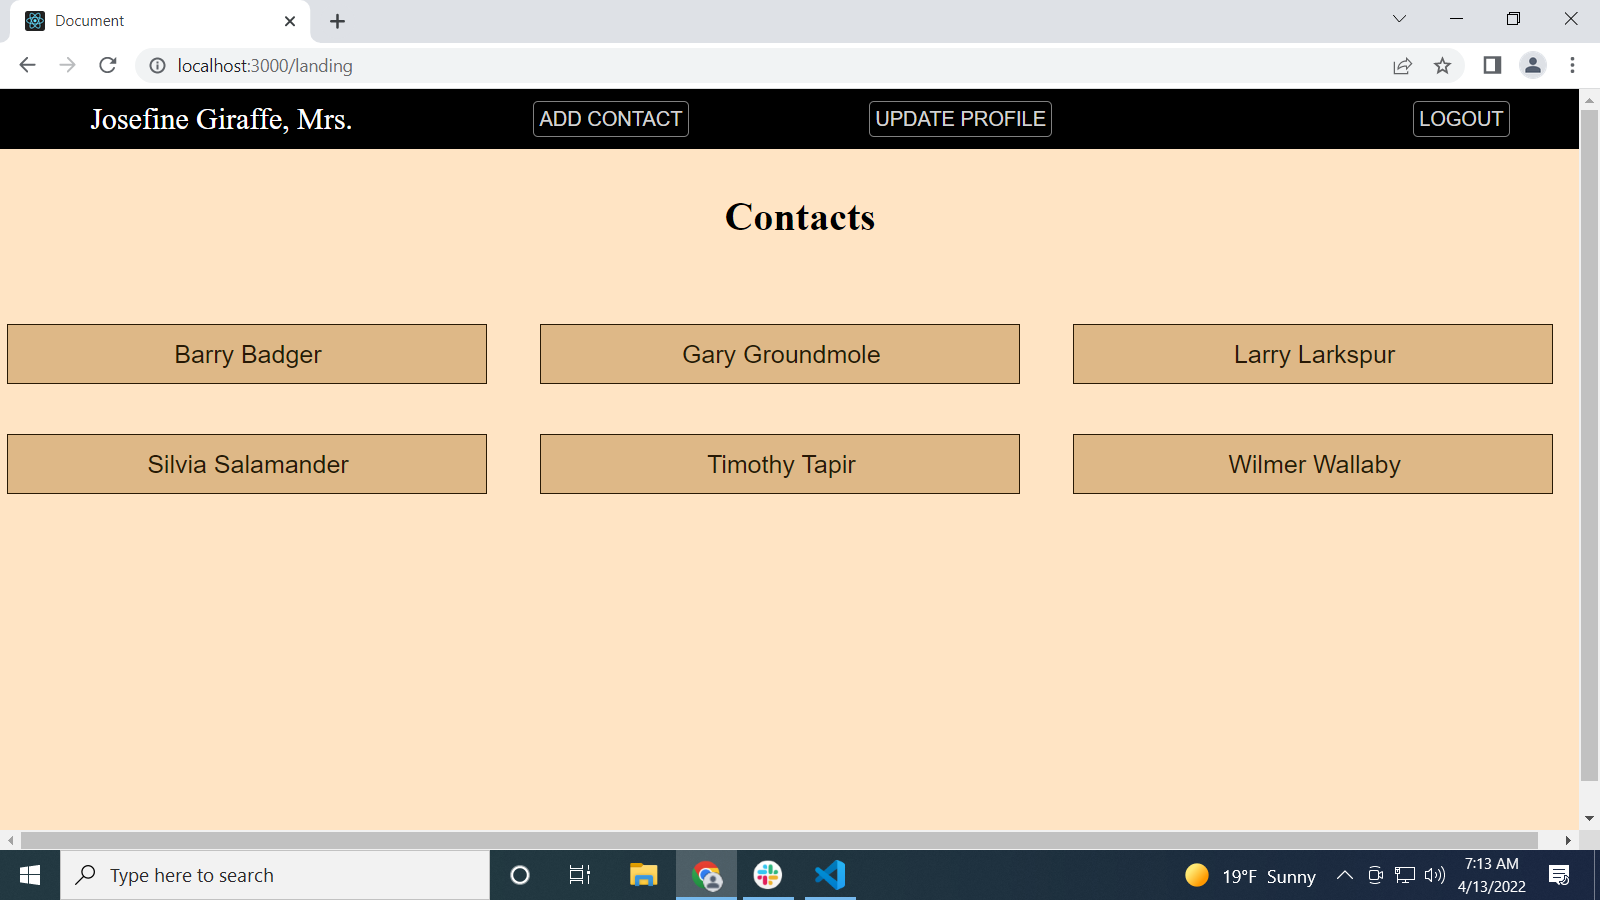 Document
localhost:3000/landing
Josefine Giraffe, Mrs.
ADD CONTACT
UPDATE PROFILE
LOGOUT
Contacts
Barry Badger
Gary Groundmole
Larry Larkspur
Silvia Salamander
Timothy Tapir
Wilmer Wallaby
Type here to search
19°F Sunny
7:13 AM
4/13/2022